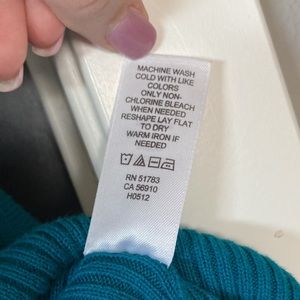 MACHINE WASH
COLD WITH LIKE
COLORS
ONLY NON-
CHLORINE BLEACH
WHEN NEEDED
RESHAPE LAY FLAT
TO DRY
WARM IRON IF
NEEDED
RN 51783
CA 56910
H0512